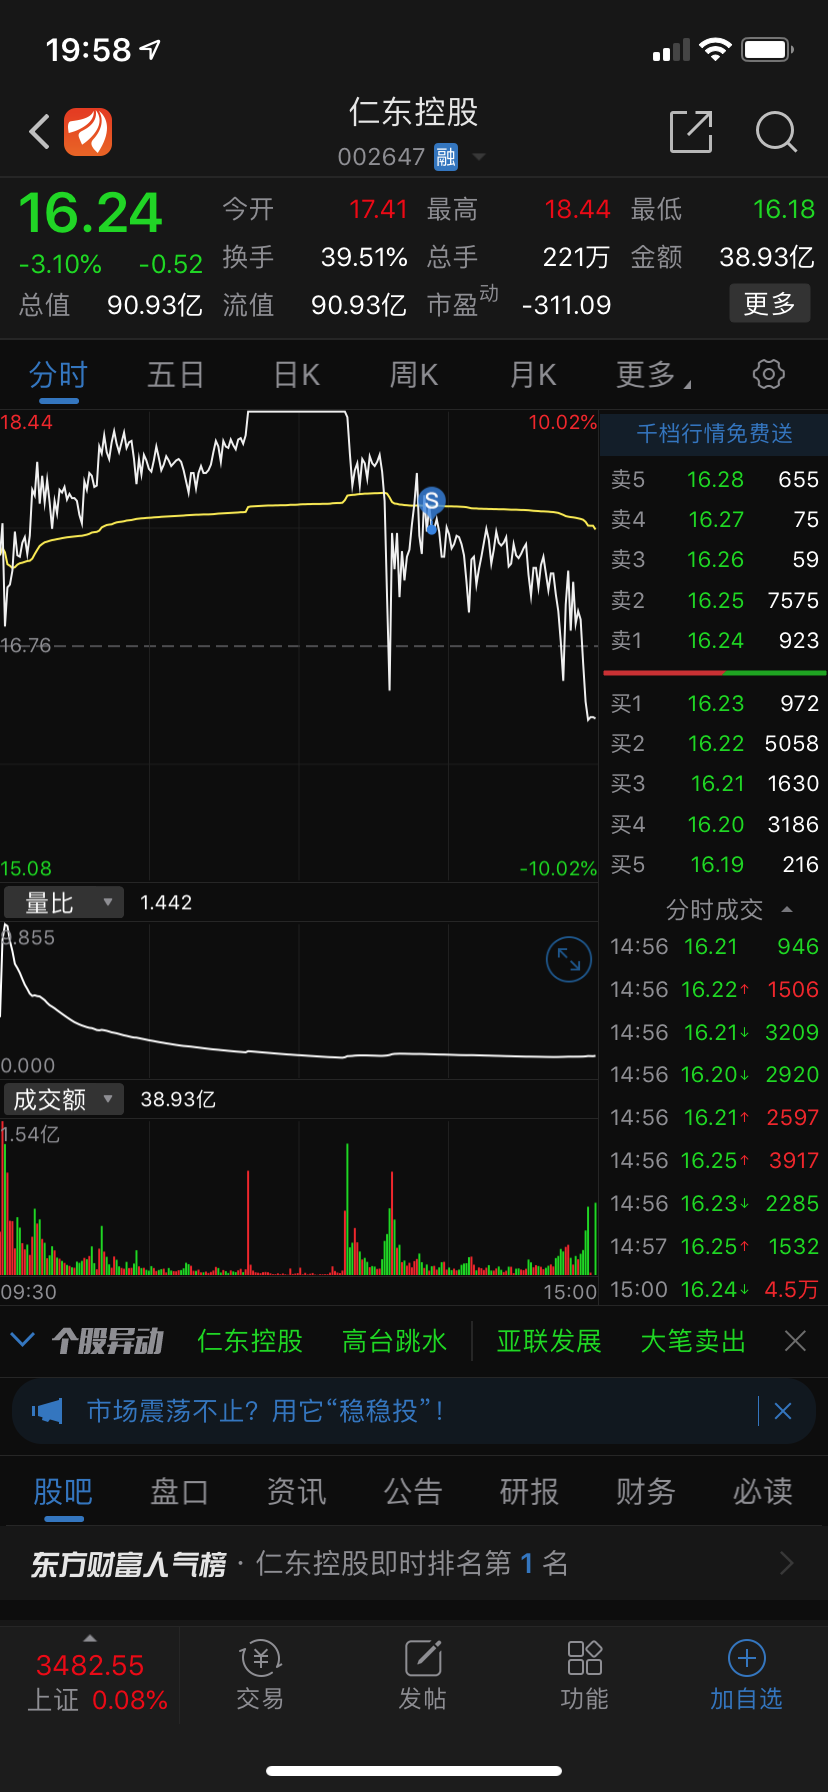 19:58
仁东控股
002647 融
16.24 今开 17.41 最高 18.44 最低 16.18
-3.10% -0.52 换手 39.51% 总手 221万 金额 38.93亿
总值 90.93亿 流值 90.93亿 市盈动 -311.09 更多
分时 五日 日K 周K 月K 更多
18.44 10.02%
S
16.76
15.08 -10.02%
千档行情免费送
卖5 16.28 655
卖4 16.27 75
卖3 16.26 59
卖2 16.25 7575
卖1 16.24 923
买1 16.23 972
买2 16.22 5058
买3 16.21 1630
买4 16.20 3186
买5 16.19 216
量比 1.442
9.855
0.000
成交额 38.93亿
1.54亿
09:30 15:00
分时成交
14:56 16.21 946
14:56 16.22↑ 1506
14:56 16.21↓ 3209
14:56 16.20↓ 2920
14:56 16.21↑ 2597
14:56 16.25↑ 3917
14:56 16.23↓ 2285
14:57 16.25↑ 1532
15:00 16.24↓ 4.5万
个股异动 仁东控股 高台跳水 亚联发展 大笔卖出
市场震荡不止？用它“稳稳投”！
股吧 盘口 资讯 公告 研报 财务 必读
东方财富人气榜 · 仁东控股即时排名第 1 名
3482.55
上证 0.08%
交易 发帖 功能 加自选